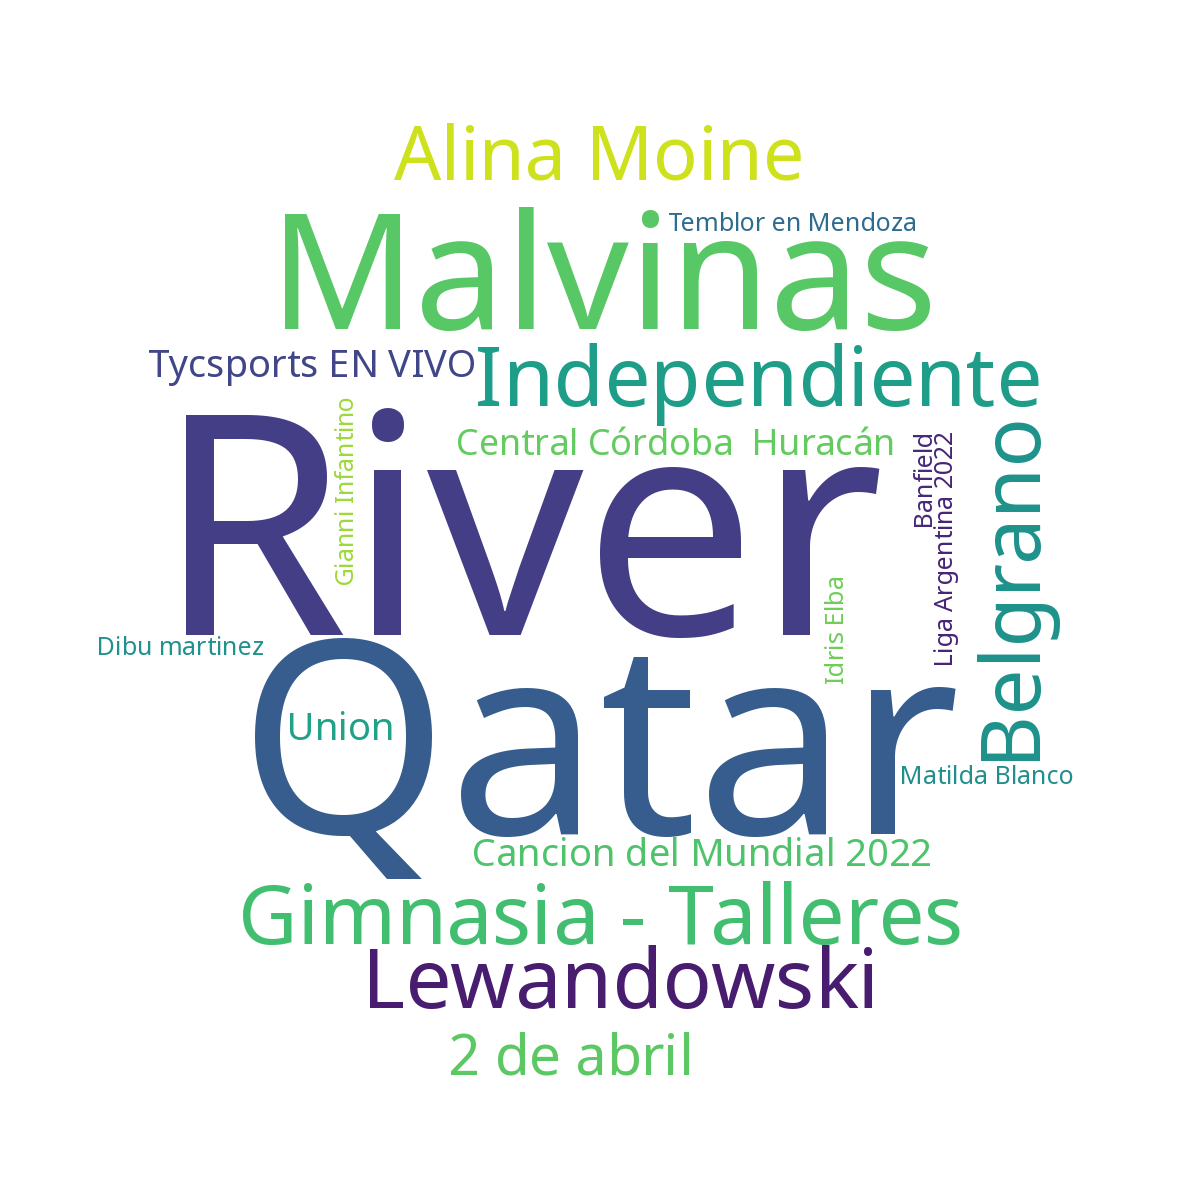 Alina Moine
Malvinas
Temblor en Mendoza
Tycsports EN VIVO
Independiente
Gianni Infantino
Central Córdoba  Huracán
Banfield
Liga Argentina 2022
Belgrano
River
Idris Elba
Dibu martinez
Qatar
Union
Matilda Blanco
Cancion del Mundial 2022
Gimnasia - Talleres
Lewandowski
2 de abril